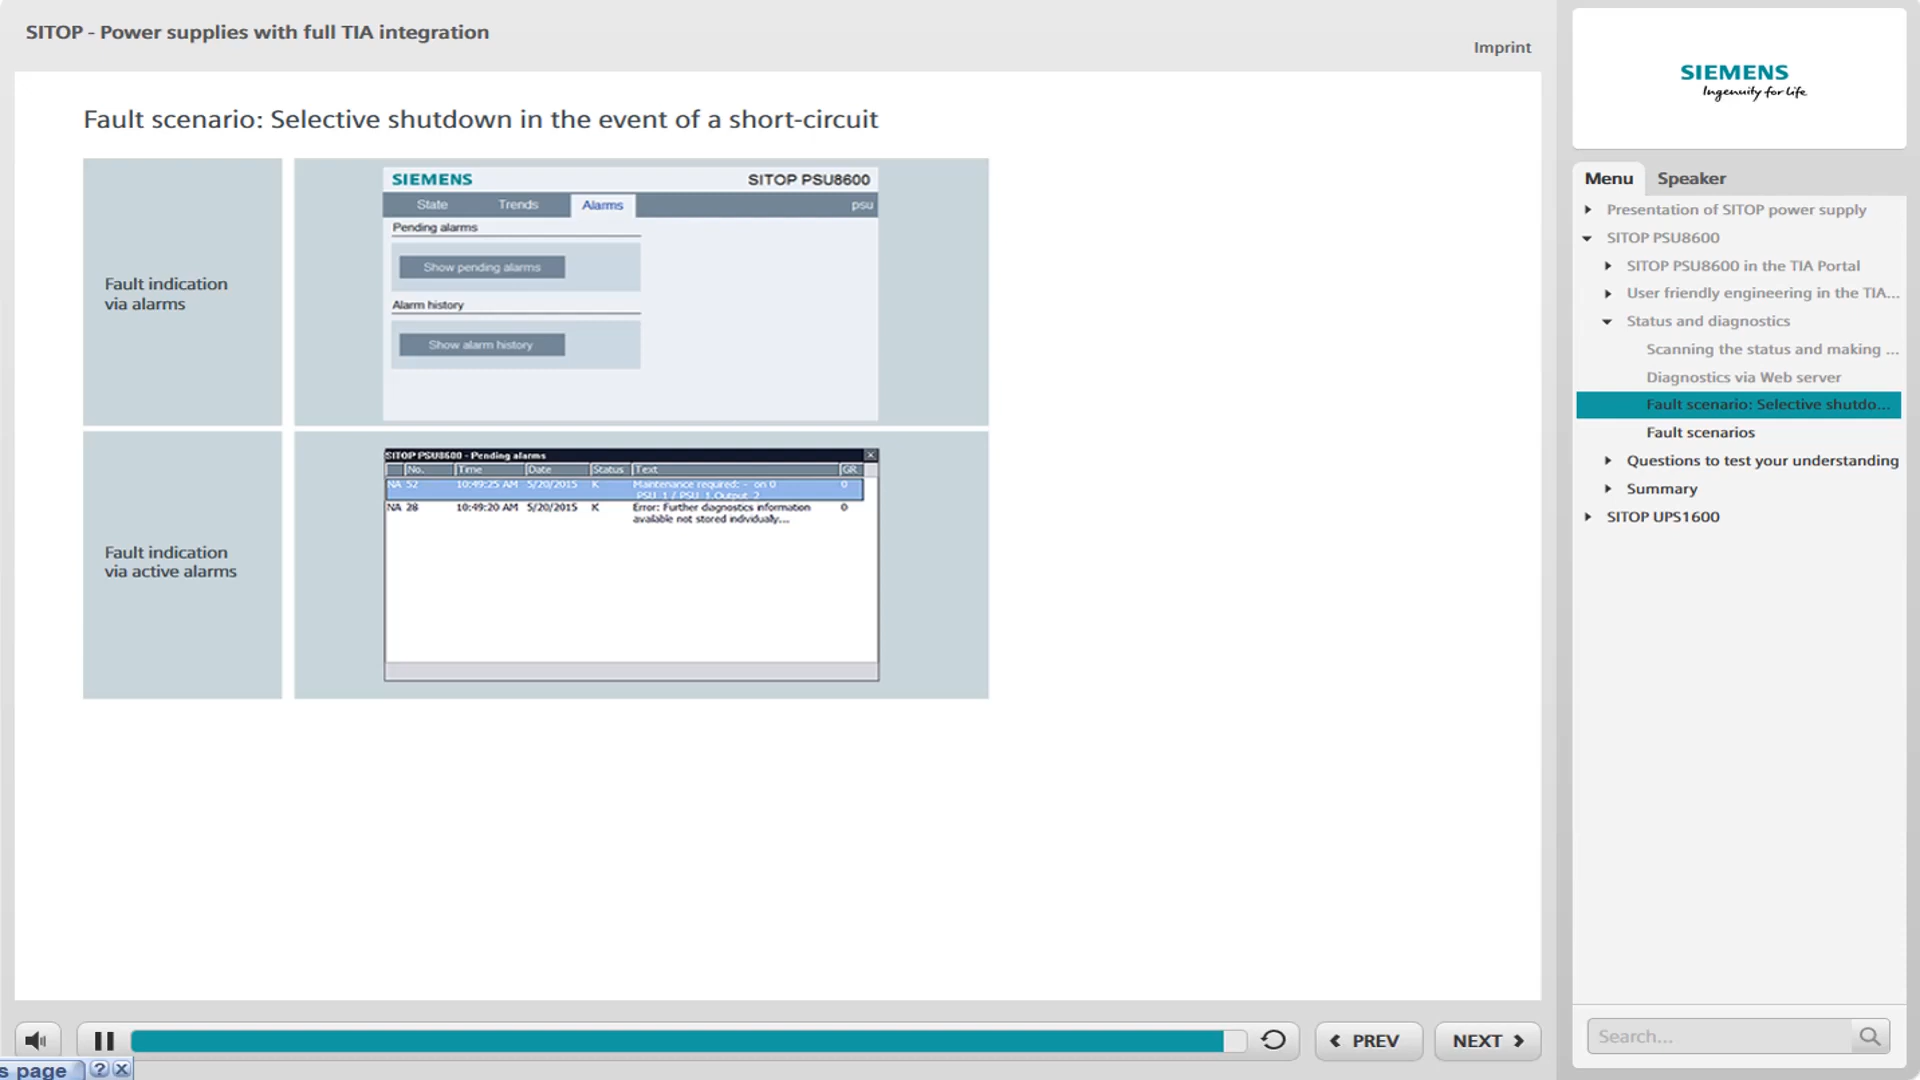 SITOP - Power supplies with full TIA integration
Imprint
Fault scenario: Selective shutdown in the event of a short-circuit
Fault indication
via alarms
SIEMENS SITOP PSU8600
State Trends Alarms psu
Pending alarms
Show pending alarms
Alarm history
Show alarm history
Fault indication
via active alarms
SITOP PSU8600 - Pending alarms
No. Time Date Status Text GR
NA 52 10:49:25 AM 5/20/2015 K Maintenance required: - on 0 0
PSU_1 / PSU_1.Output_2
NA 28 10:49:20 AM 5/20/2015 K Error: Further diagnostics information 0
available not stored individually...
SIEMENS
Ingenuity for life
Menu Speaker
Presentation of SITOP power supply
SITOP PSU8600
SITOP PSU8600 in the TIA Portal
User friendly engineering in the TIA...
Status and diagnostics
Scanning the status and making ...
Diagnostics via Web server
Fault scenario: Selective shutdo...
Fault scenarios
Questions to test your understanding
Summary
SITOP UPS1600
PREV
NEXT
Search...
s page